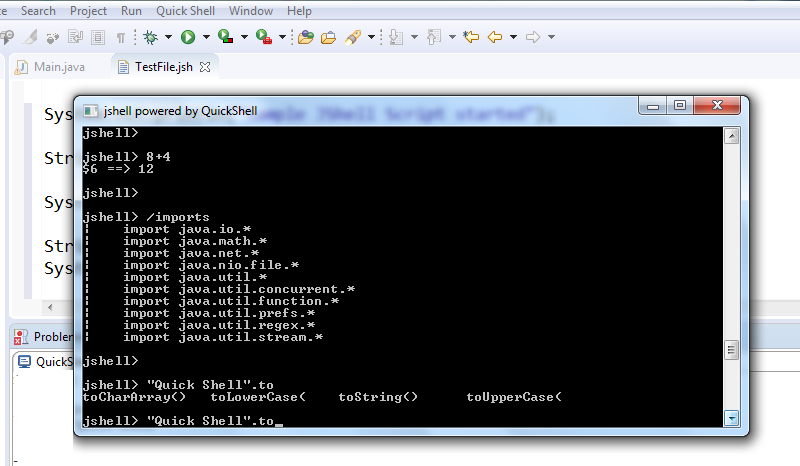 Search Project Run Quick Shell Window Help
Main.java TestFile.jsh
jshell powered by QuickShell
Sys
Stri
Sys
Str
Sys
jshell>
jshell> 8+4
$6 ==> 12
jshell>
jshell> /imports
¦ import java.io.*
¦ import java.math.*
¦ import java.net.*
¦ import java.nio.file.*
¦ import java.util.*
¦ import java.util.concurrent.*
¦ import java.util.function.*
¦ import java.util.prefs.*
¦ import java.util.regex.*
¦ import java.util.stream.*
jshell>
jshell> "Quick Shell".to
toCharArray() toLowerCase( toString() toUpperCase(
jshell> "Quick Shell".to_
Problem
QuickS